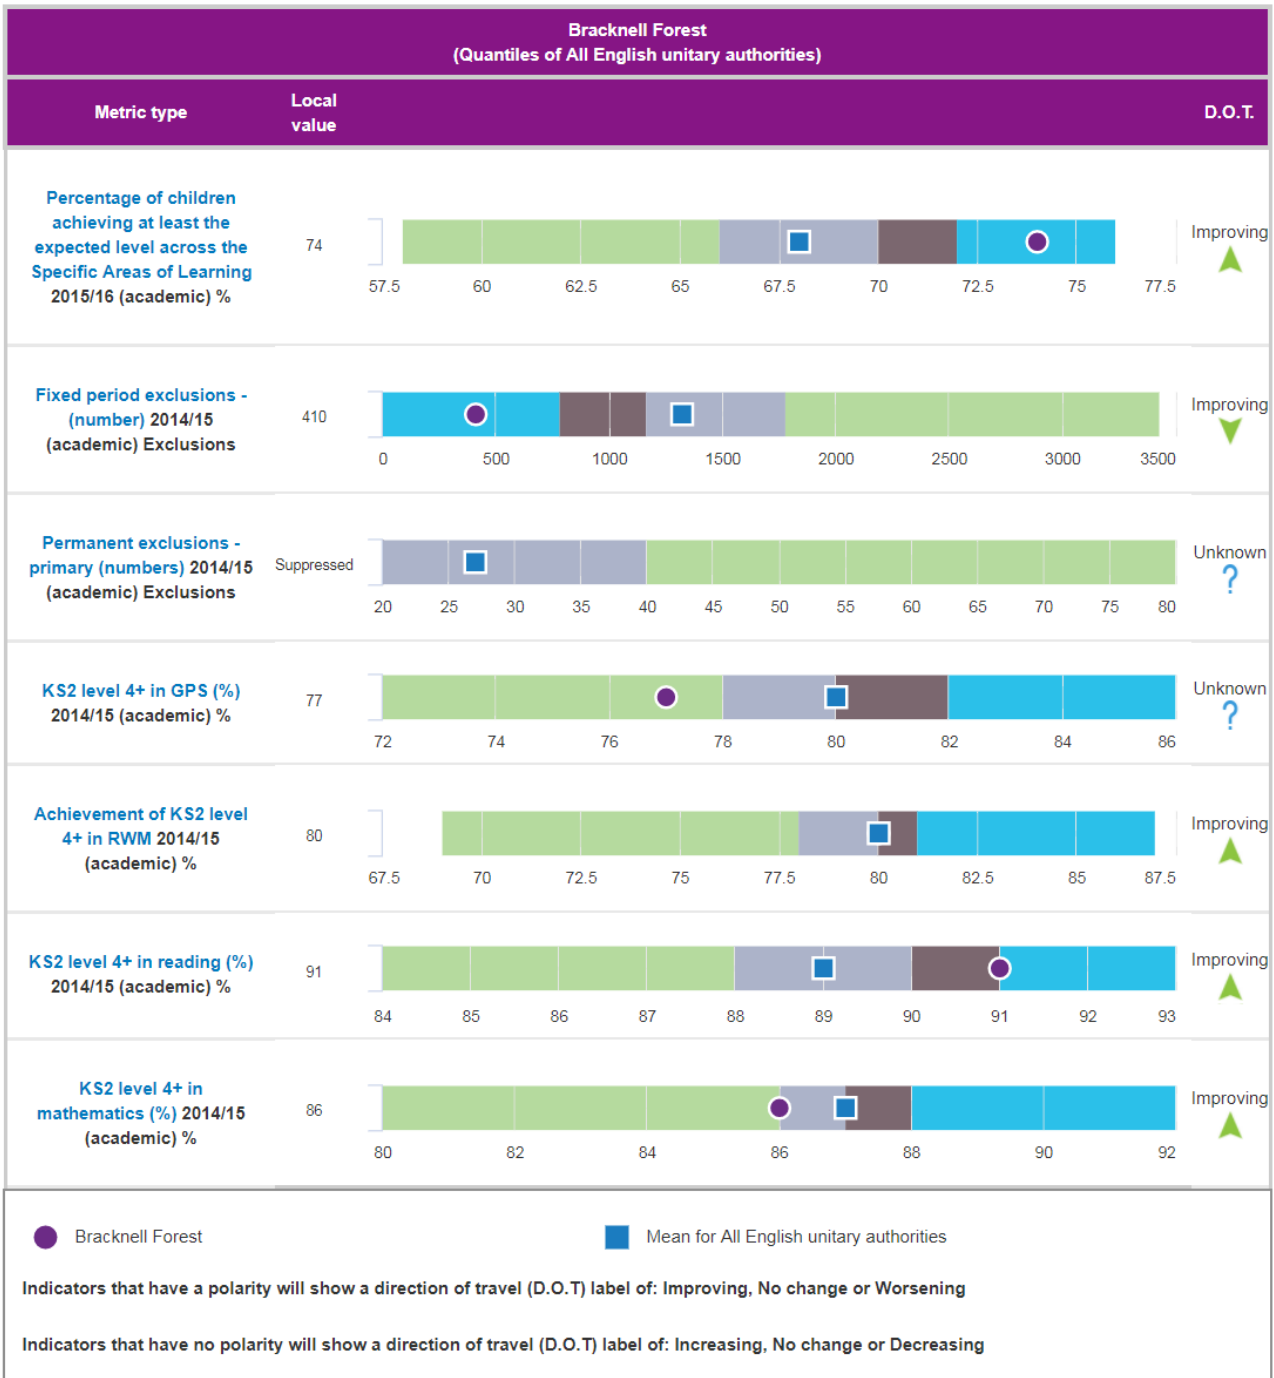 Bracknell Forest
(Quantiles of All English unitary authorities)
Metric type
Local
value
D.O.T.
Percentage of children
achieving at least the
expected level across the
Specific Areas of Learning
2015/16 (academic) %
74
57.5 60 62.5 65 67.5 70 72.5 75 77.5
Improving
Fixed period exclusions -
(number) 2014/15
(academic) Exclusions
410
0 500 1000 1500 2000 2500 3000 3500
Improving
Permanent exclusions -
primary (numbers) 2014/15
(academic) Exclusions
Suppressed
20 25 30 35 40 45 50 55 60 65 70 75 80
Unknown
?
KS2 level 4+ in GPS (%)
2014/15 (academic) %
77
72 74 76 78 80 82 84 86
Unknown
?
Achievement of KS2 level
4+ in RWM 2014/15
(academic) %
80
67.5 70 72.5 75 77.5 80 82.5 85 87.5
Improving
KS2 level 4+ in reading (%)
2014/15 (academic) %
91
84 85 86 87 88 89 90 91 92 93
Improving
KS2 level 4+ in
mathematics (%) 2014/15
(academic) %
86
80 82 84 86 88 90 92
Improving
Bracknell Forest
Mean for All English unitary authorities
Indicators that have a polarity will show a direction of travel (D.O.T) label of: Improving, No change or Worsening
Indicators that have no polarity will show a direction of travel (D.O.T) label of: Increasing, No change or Decreasing